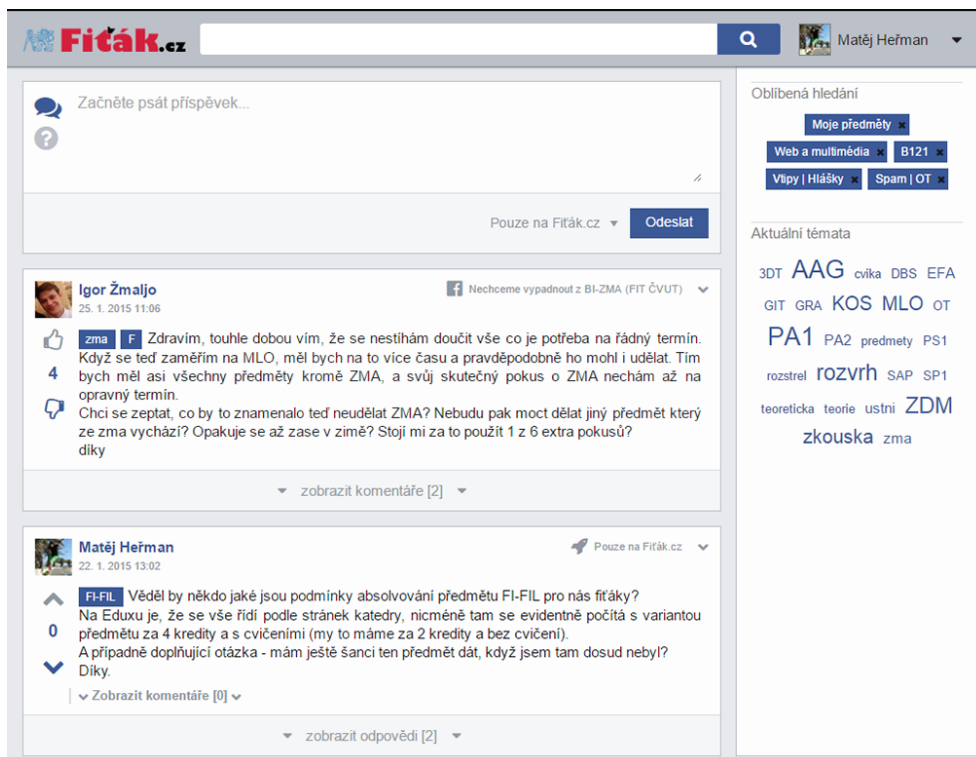 Fiťák.cz
Matěj Heřman
Začněte psát příspěvek...
Pouze na Fiťák.cz
Odeslat
Igor Žmaljo
Nechceme vypadnout z BI-ZMA (FIT ČVUT)
25. 1. 2015 11:06
zma F Zdravím, touhle dobou vím, že se nestíhám doučit vše co je potřeba na řádný termín.
Když se teď zaměřím na MLO, měl bych na to více času a pravděpodobně ho mohl i udělat. Tím
4
bych měl asi všechny předměty kromě ZMA, a svůj skutečný pokus o ZMA nechám až na
opravný termín.
Chci se zeptat, co by to znamenalo teď neudělat ZMA? Nebudu pak moct dělat jiný předmět který
ze zma vychází? Opakuje se až zase v zimě? Stojí mi za to použít 1 z 6 extra pokusů?
díky
zobrazit komentáře [2]
Matěj Heřman
Pouze na Fiťák.cz
22. 1. 2015 13:02
FI-FIL Věděl by někdo jaké jsou podmínky absolvování předmětu FI-FIL pro nás fiťáky?
Na Eduxu je, že se vše řídí podle stránek katedry, nicméně tam se evidentně počítá s variantou
0
předmětu za 4 kredity a s cvičeními (my to máme za 2 kredity a bez cvičení).
A případně doplňující otázka - mám ještě šanci ten předmět dát, když jsem tam dosud nebyl?
Díky.
Zobrazit komentáře [0]
zobrazit odpovědi [2]
Oblíbená hledání
Moje předměty ×
Web a multimédia × B121 ×
Vtipy | Hlášky × Spam | OT ×
Aktuální témata
3DT AAG cvika DBS EFA
GIT GRA KOS MLO OT
PA1 PA2 predmety PS1
rozstrel rozvrh SAP SP1
teoreticka teorie ustni ZDM
zkouska zma